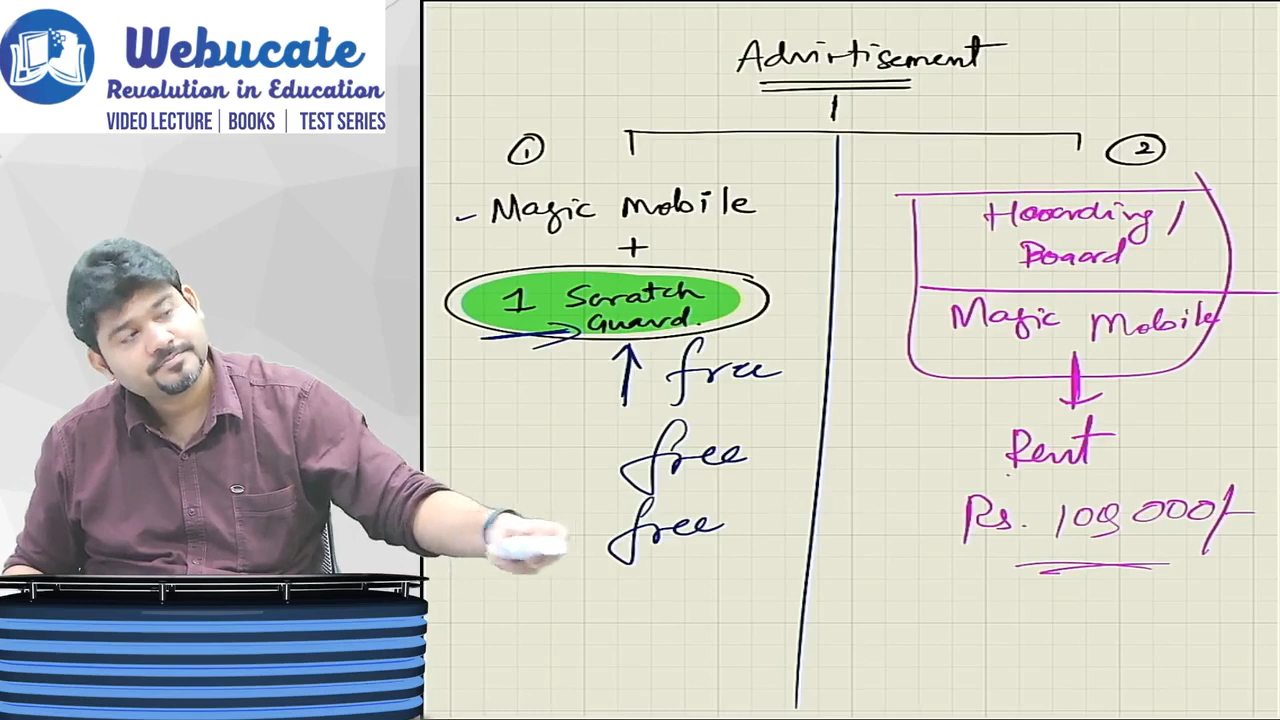 Webucate
Revolution in Education
VIDEO LECTURE | BOOKS | TEST SERIES
Advirtisement
1
2
- Magic Mobile
+
1 Scratch
Guard.
free
free
free
Hoarding /
Board
Magic Mobile
Rent
Rs. 100,000/-